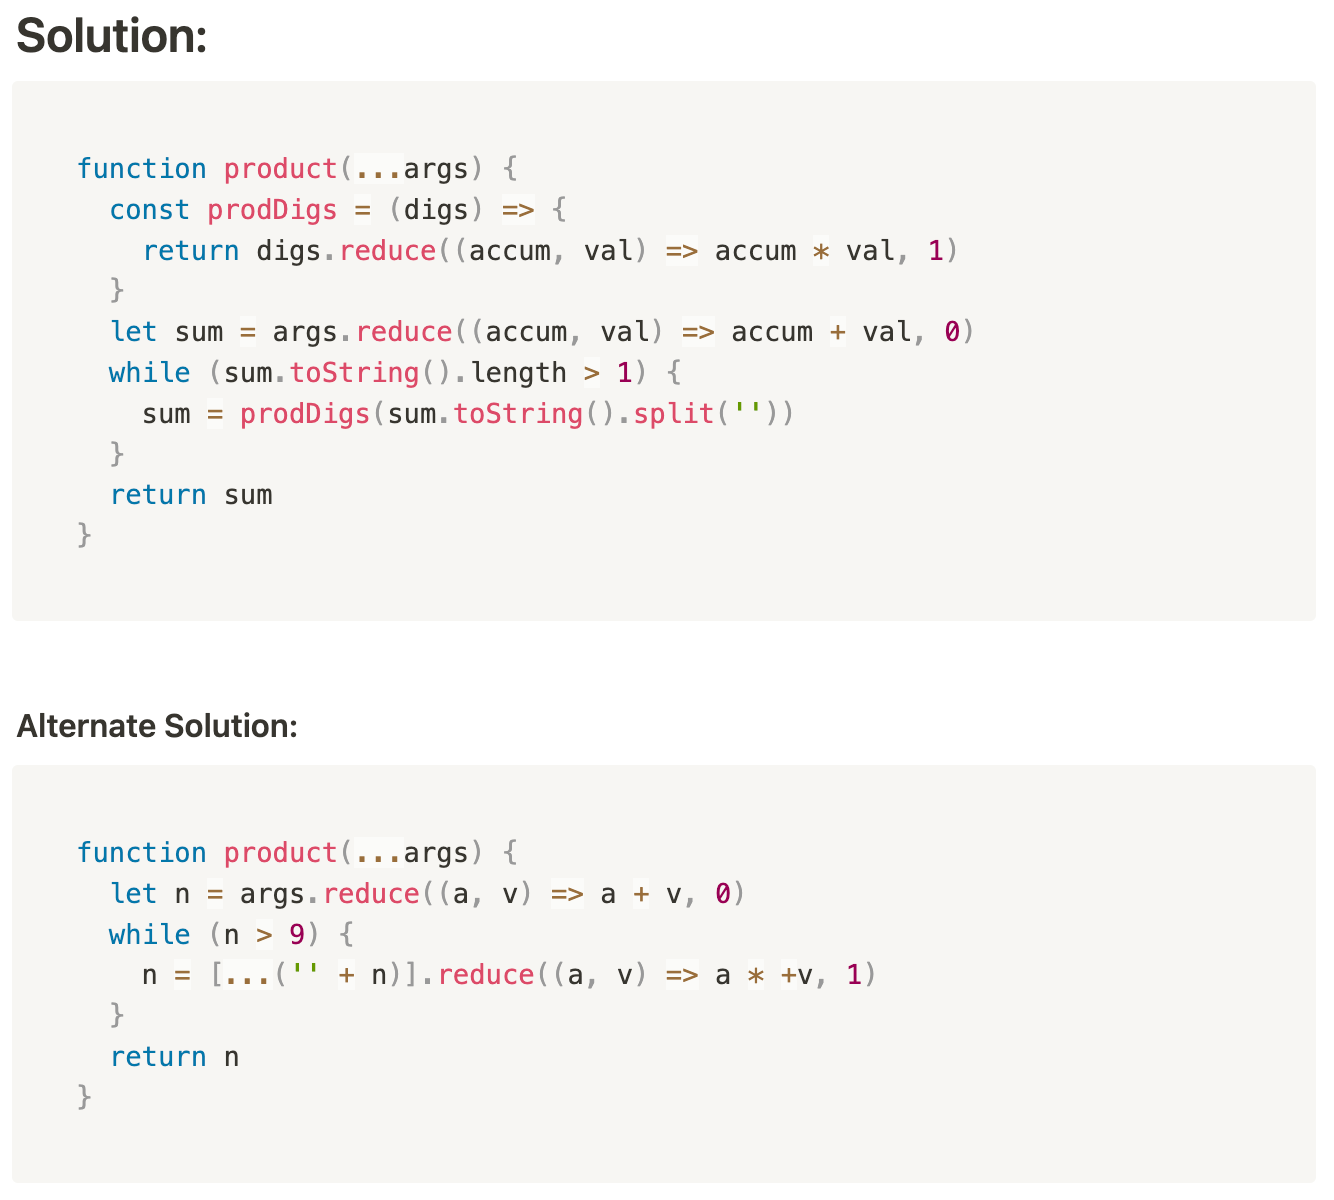 Solution:
function product(...args) {
  const prodDigs = (digs) => {
    return digs.reduce((accum, val) => accum * val, 1)
  }
  let sum = args.reduce((accum, val) => accum + val, 0)
  while (sum.toString().length > 1) {
    sum = prodDigs(sum.toString().split(''))
  }
  return sum
}
Alternate Solution:
function product(...args) {
  let n = args.reduce((a, v) => a + v, 0)
  while (n > 9) {
    n = [...('' + n)].reduce((a, v) => a * +v, 1)
  }
  return n
}